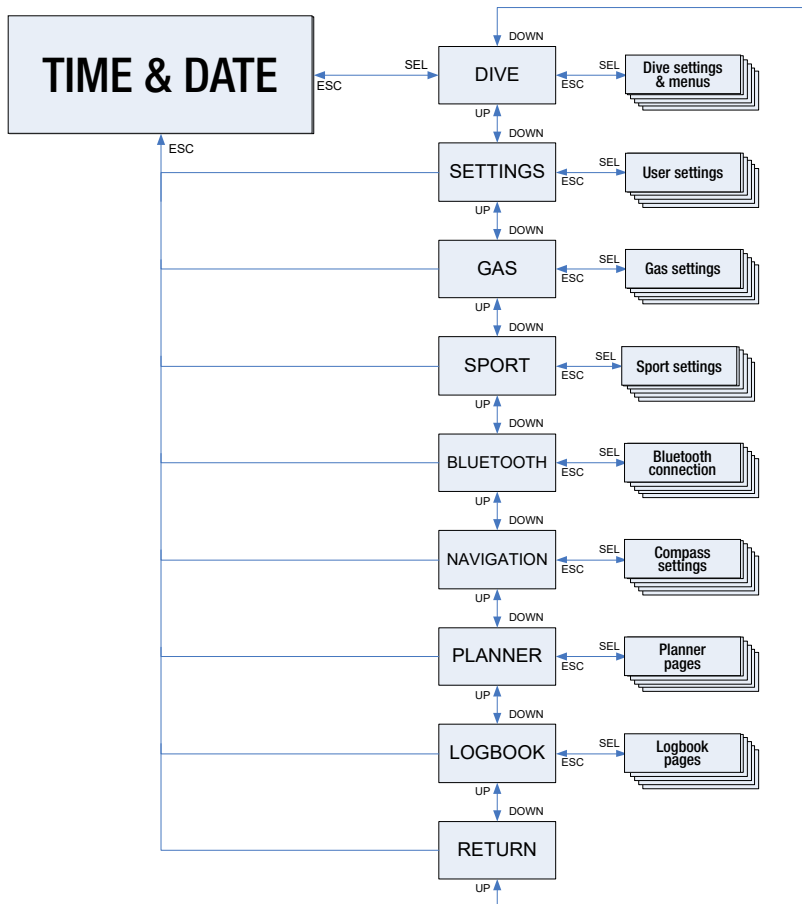 DOWN
TIME & DATE
SEL
ESC
DIVE
SEL
ESC
Dive settings
& menus
UP
DOWN
ESC
SETTINGS
SEL
ESC
User settings
UP
DOWN
GAS
SEL
ESC
Gas settings
UP
DOWN
SPORT
SEL
ESC
Sport settings
UP
DOWN
BLUETOOTH
SEL
ESC
Bluetooth
connection
UP
DOWN
NAVIGATION
SEL
ESC
Compass
settings
UP
DOWN
PLANNER
SEL
ESC
Planner
pages
UP
DOWN
LOGBOOK
SEL
ESC
Logbook
pages
UP
DOWN
RETURN
UP